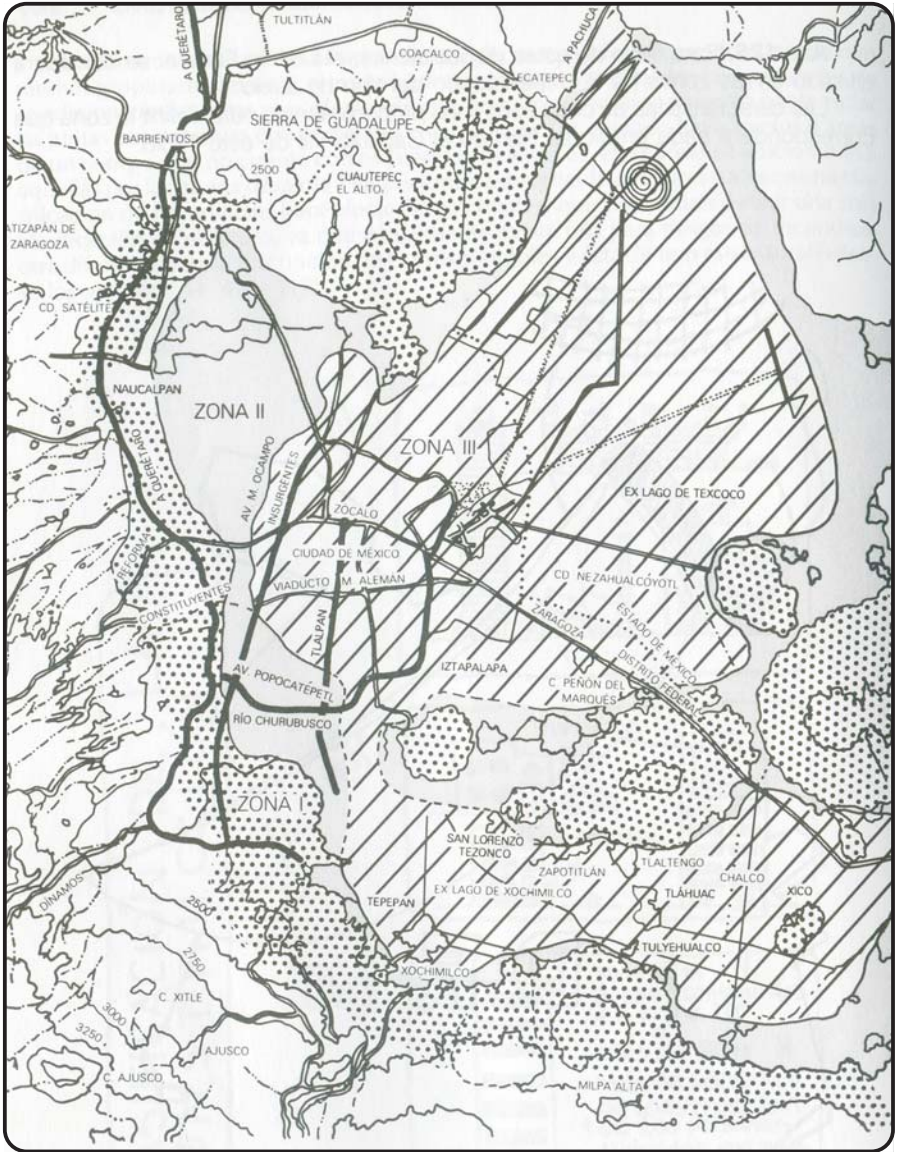 A QUERÉTARO
TULTITLÁN
COACALCO
A PACHUCA
ECATEPEC
BARRIENTOS
SIERRA DE GUADALUPE
2500
CUAUTEPEC
EL ALTO
ATIZAPÁN DE
ZARAGOZA
CD. SATÉLITE
NAUCALPAN
ZONA II
ZONA III
AV. M. OCAMPO
INSURGENTES
A QUERÉTARO
EX LAGO DE TEXCOCO
ZÓCALO
REFORMA
CIUDAD DE MÉXICO
CD. NEZAHUALCÓYOTL
VIADUCTO M. ALEMÁN
CONSTITUYENTES
ZARAGOZA
ESTADO DE MÉXICO
DISTRITO FEDERAL
TLALPAN
IZTAPALAPA
AV. POPOCATÉPETL
C. PEÑÓN DEL
MARQUÉS
RÍO CHURUBUSCO
ZONA I
SAN LORENZO
TEZONCO
ZAPOTITLÁN
TLALTENGO
CHALCO
DÍNAMOS
EX LAGO DE XOCHIMILCO
TLÁHUAC
XICO
2500
TEPEPAN
TULYEHUALCO
2750
XOCHIMILCO
C. XITLE
3000
3250
AJUSCO
C. AJUSCO
MILPA ALTA